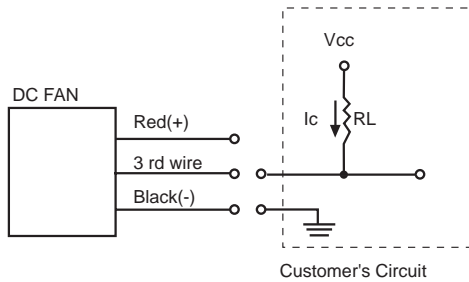 Vcc
DC FAN
Ic RL
Red(+)
3 rd wire
Black(-)
Customer's Circuit